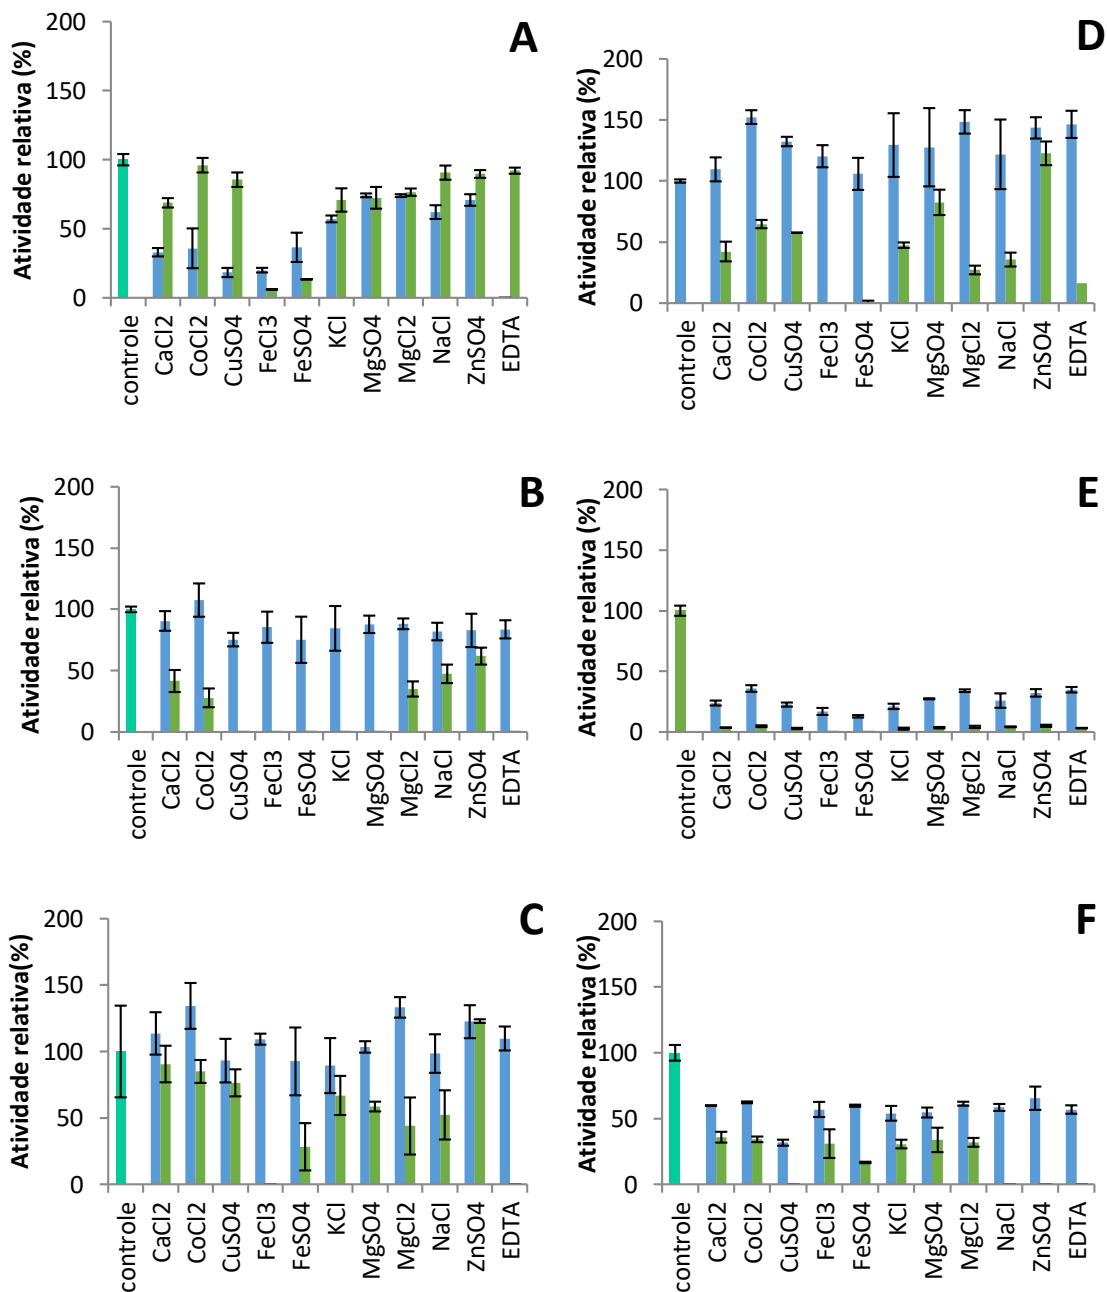 A
Atividade relativa (%)
200
150
100
50
0
controle
CaCl2
CoCl2
CuSO4
FeCl3
FeSO4
KCl
MgSO4
MgCl2
NaCl
ZnSO4
EDTA
D
Atividade relativa (%)
200
150
100
50
0
controle
CaCl2
CoCl2
CuSO4
FeCl3
FeSO4
KCl
MgSO4
MgCl2
NaCl
ZnSO4
EDTA
B
Atividade relativa (%)
200
150
100
50
0
controle
CaCl2
CoCl2
CuSO4
FeCl3
FeSO4
KCl
MgSO4
MgCl2
NaCl
ZnSO4
EDTA
E
Atividade relativa (%)
200
150
100
50
0
controle
CaCl2
CoCl2
CuSO4
FeCl3
FeSO4
KCl
MgSO4
MgCl2
NaCl
ZnSO4
EDTA
C
Atividade relativa(%)
200
150
100
50
0
controle
CaCl2
CoCl2
CuSO4
FeCl3
FeSO4
KCl
MgSO4
MgCl2
NaCl
ZnSO4
EDTA
F
Atividade relativa (%)
200
150
100
50
0
controle
CaCl2
CoCl2
CuSO4
FeCl3
FeSO4
KCl
MgSO4
MgCl2
NaCl
ZnSO4
EDTA